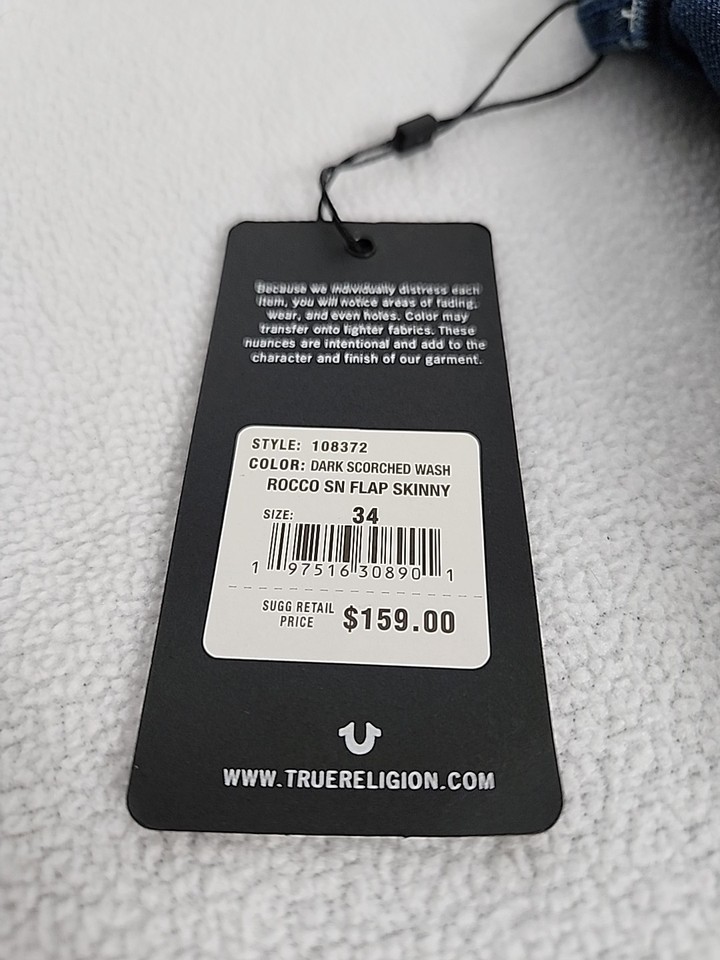 Because we individually distress each
item, you will notice areas of fading,
wear, and even holes. Color may
transfer onto lighter fabrics. These
nuances are intentional and add to the
character and finish of our garment.
STYLE: 108372
COLOR: DARK SCORCHED WASH
ROCCO SN FLAP SKINNY
SIZE: 34
1 97516 30890 1
SUGG RETAIL
PRICE $159.00
WWW.TRUERELIGION.COM